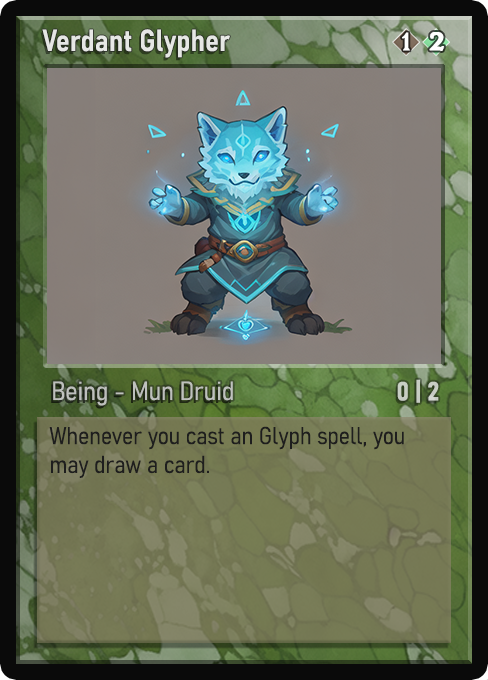 Verdant Glypher 1 2
Being - Mun Druid 0|2
Whenever you cast an Glyph spell, you
may draw a card.